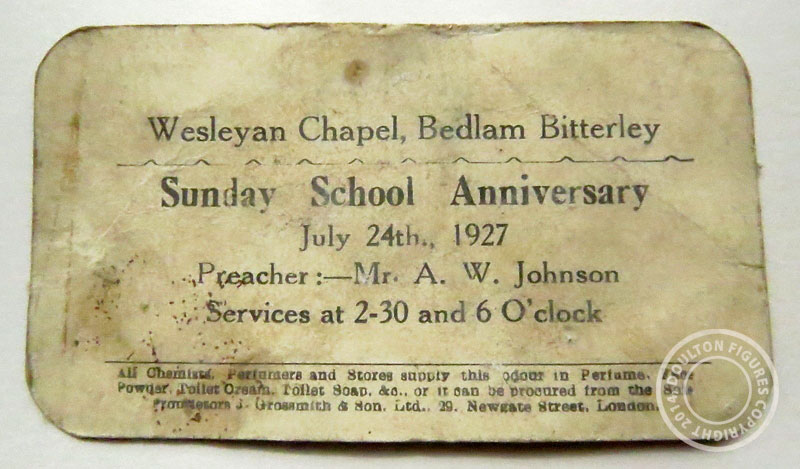 Wesleyan Chapel, Bedlam Bitterley
Sunday School Anniversary
July 24th., 1927
Preacher:—Mr. A. W. Johnson
Services at 2-30 and 6 O'clock
All Chemists, Perfumers and Stores supply this odour in Perfume,
Powder, Toilet Cream, Toilet Soap, &c., or it can be procured from the
Proprietors J. Grossmith & Son, Ltd., 29, Newgate Street, London.
DOULTON FIGURES COPYRIGHT